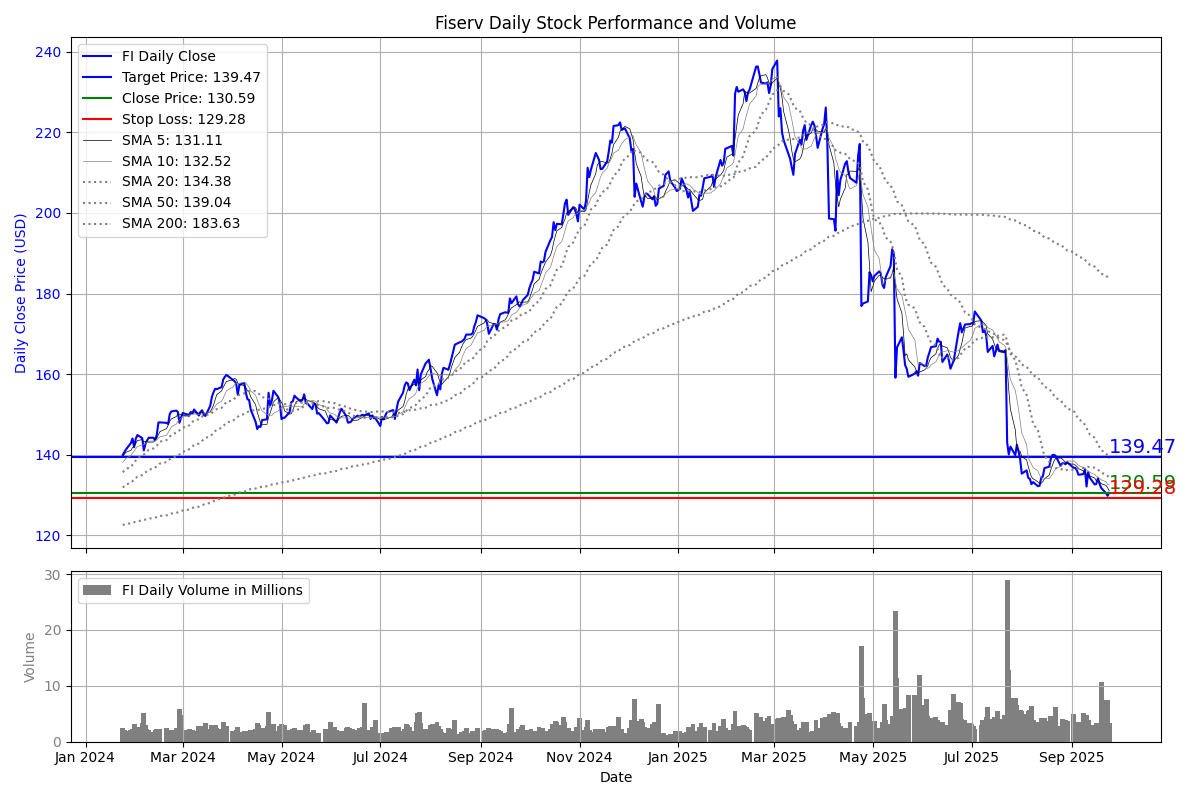 Fiserv Daily Stock Performance and Volume
240
220
200
180
160
140
120
Daily Close Price (USD)
FI Daily Close
Target Price: 139.47
Close Price: 130.59
Stop Loss: 129.28
SMA 5: 131.11
SMA 10: 132.52
SMA 20: 134.38
SMA 50: 139.04
SMA 200: 183.63
139.47
130.59
129.28
30
20
10
0
Volume
FI Daily Volume in Millions
Jan 2024 Mar 2024 May 2024 Jul 2024 Sep 2024 Nov 2024 Jan 2025 Mar 2025 May 2025 Jul 2025 Sep 2025
Date